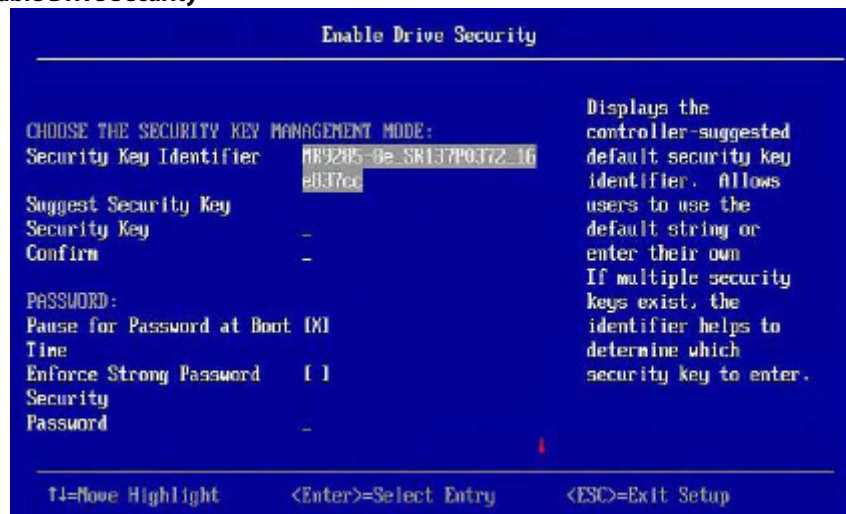 Enable Drive Security
CHOOSE THE SECURITY KEY MANAGEMENT MODE:
Security Key Identifier
Suggest Security Key
Security Key _
Confirm _
PASSWORD:
Pause for Password at Boot [X]
Time
Enforce Strong Password [ ]
Security
Password _
Displays the
controller-suggested
default security key
identifier. Allows
users to use the
default string or
enter their own
If multiple security
keys exist, the
identifier helps to
determine which
security key to enter.
↑↓=Move Highlight <Enter>=Select Entry <ESC>=Exit Setup